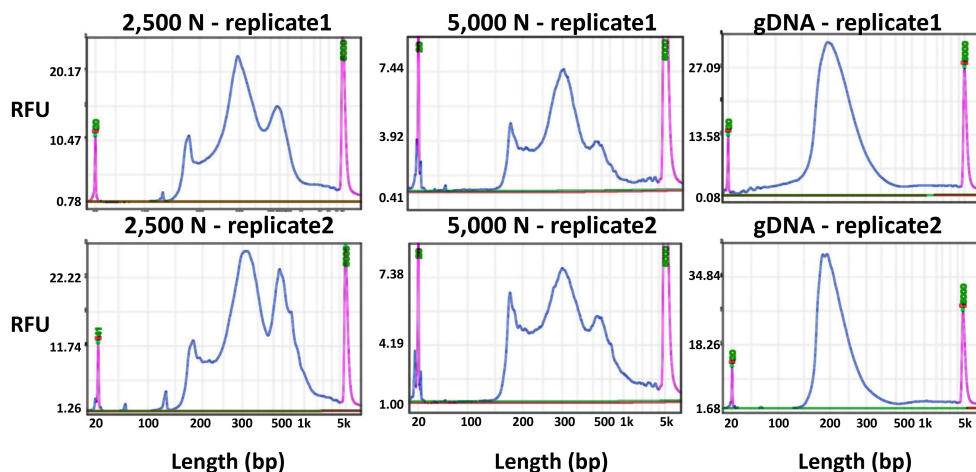 2,500 N - replicate1 5,000 N - replicate1 gDNA - replicate1
RFU
20.17
10.47
0.78
7.44
3.92
0.41
27.09
13.58
0.08
2,500 N - replicate2 5,000 N - replicate2 gDNA - replicate2
RFU
22.22
11.74
1.26
7.38
4.19
1.00
34.84
18.26
1.68
20 100 200 300 500 1k 5k
20 100 200 300 500 1k 5k
20 100 200 300 500 1k 5k
Length (bp) Length (bp) Length (bp)